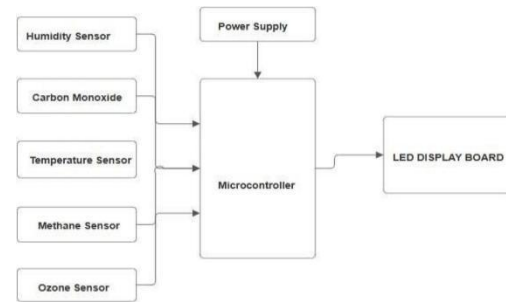 Humidity Sensor
Power Supply
Carbon Monoxide
Temperature Sensor
Microcontroller
LED DISPLAY BOARD
Methane Sensor
Ozone Sensor